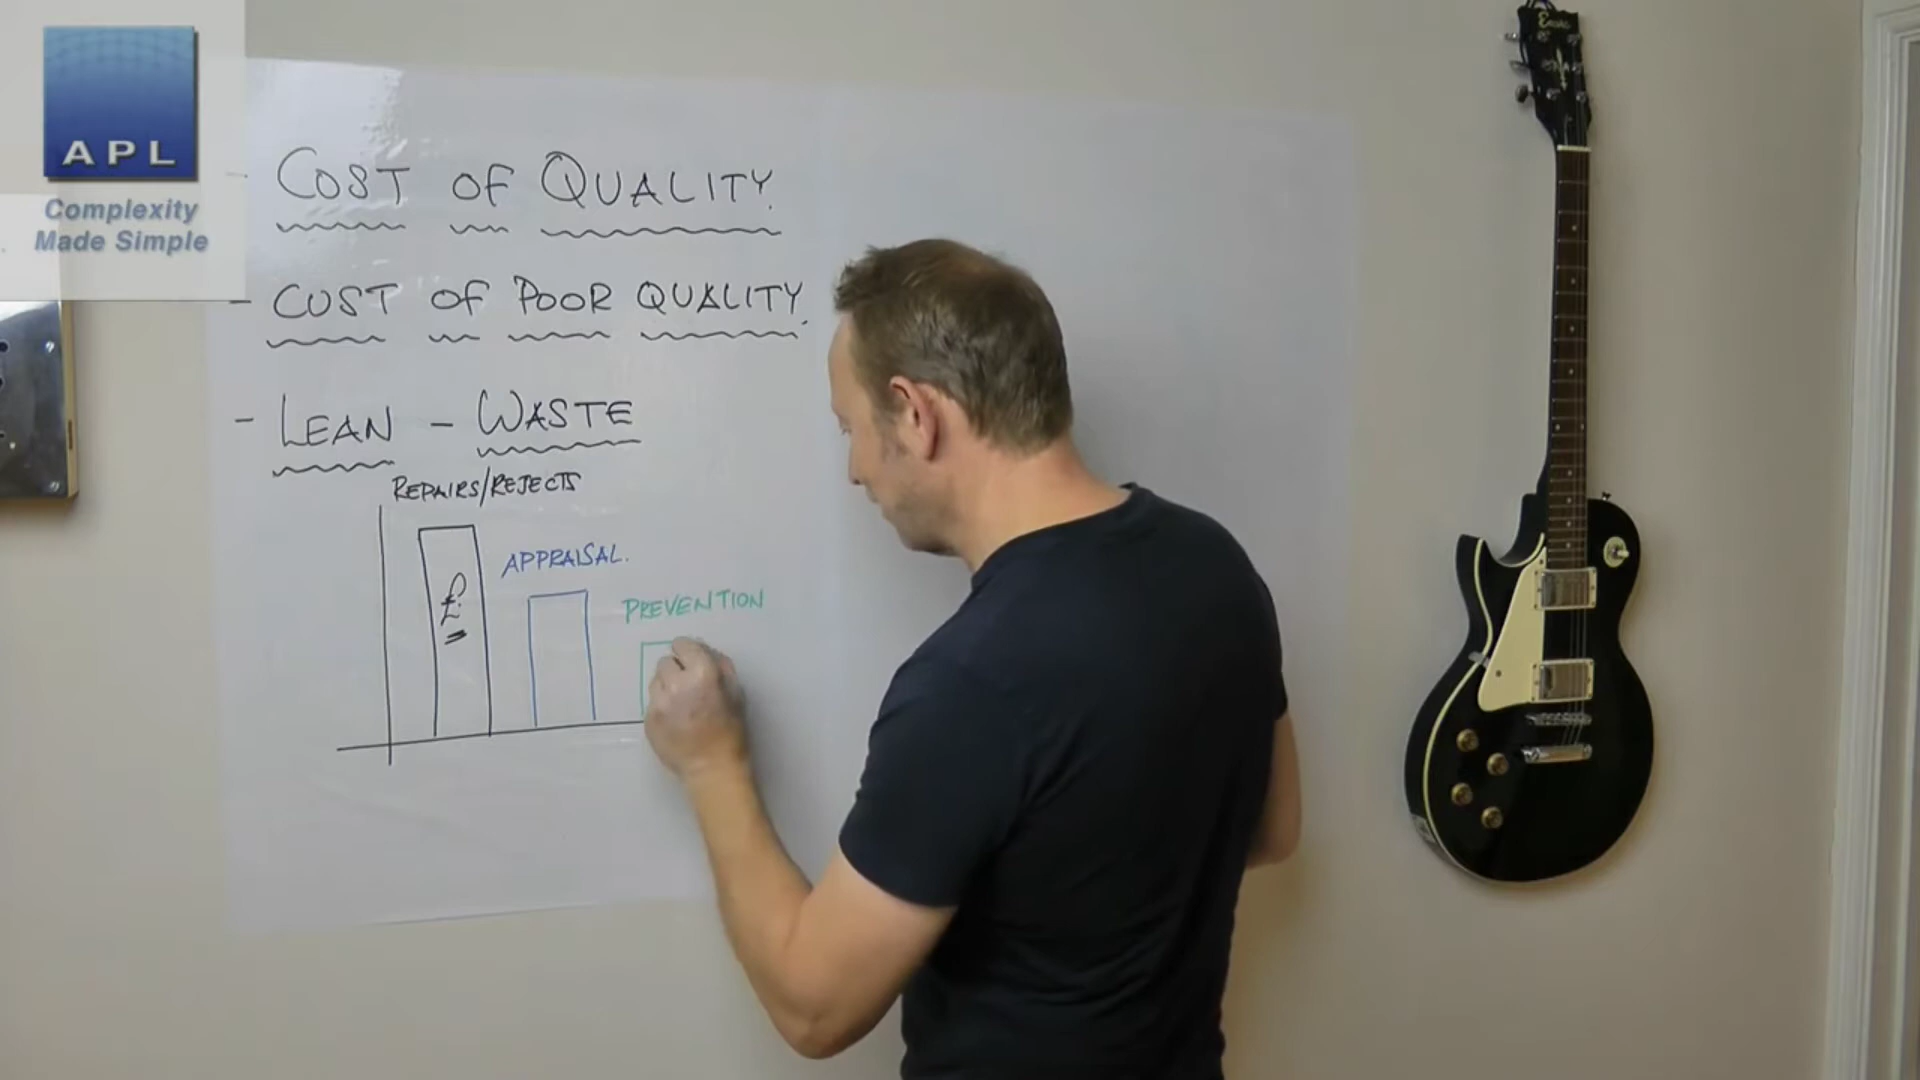 APL
Complexity
Made Simple
- COST OF QUALITY.
- COST OF POOR QUALITY.
- LEAN - WASTE
REPAIRS/REJECTS
APPRAISAL.
PREVENTION
£